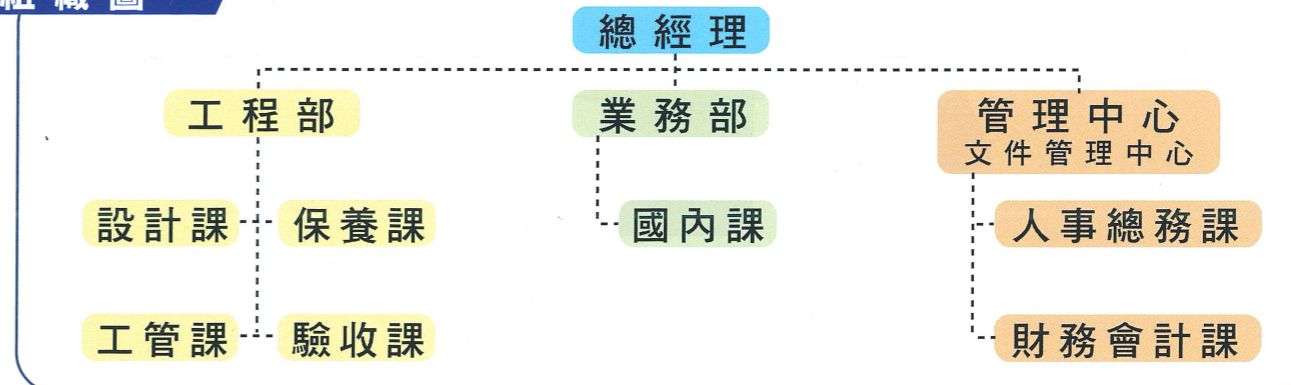 組織圖
總經理
工程部
業務部
管理中心
文件管理中心
設計課
保養課
國內課
人事總務課
工管課
驗收課
財務會計課